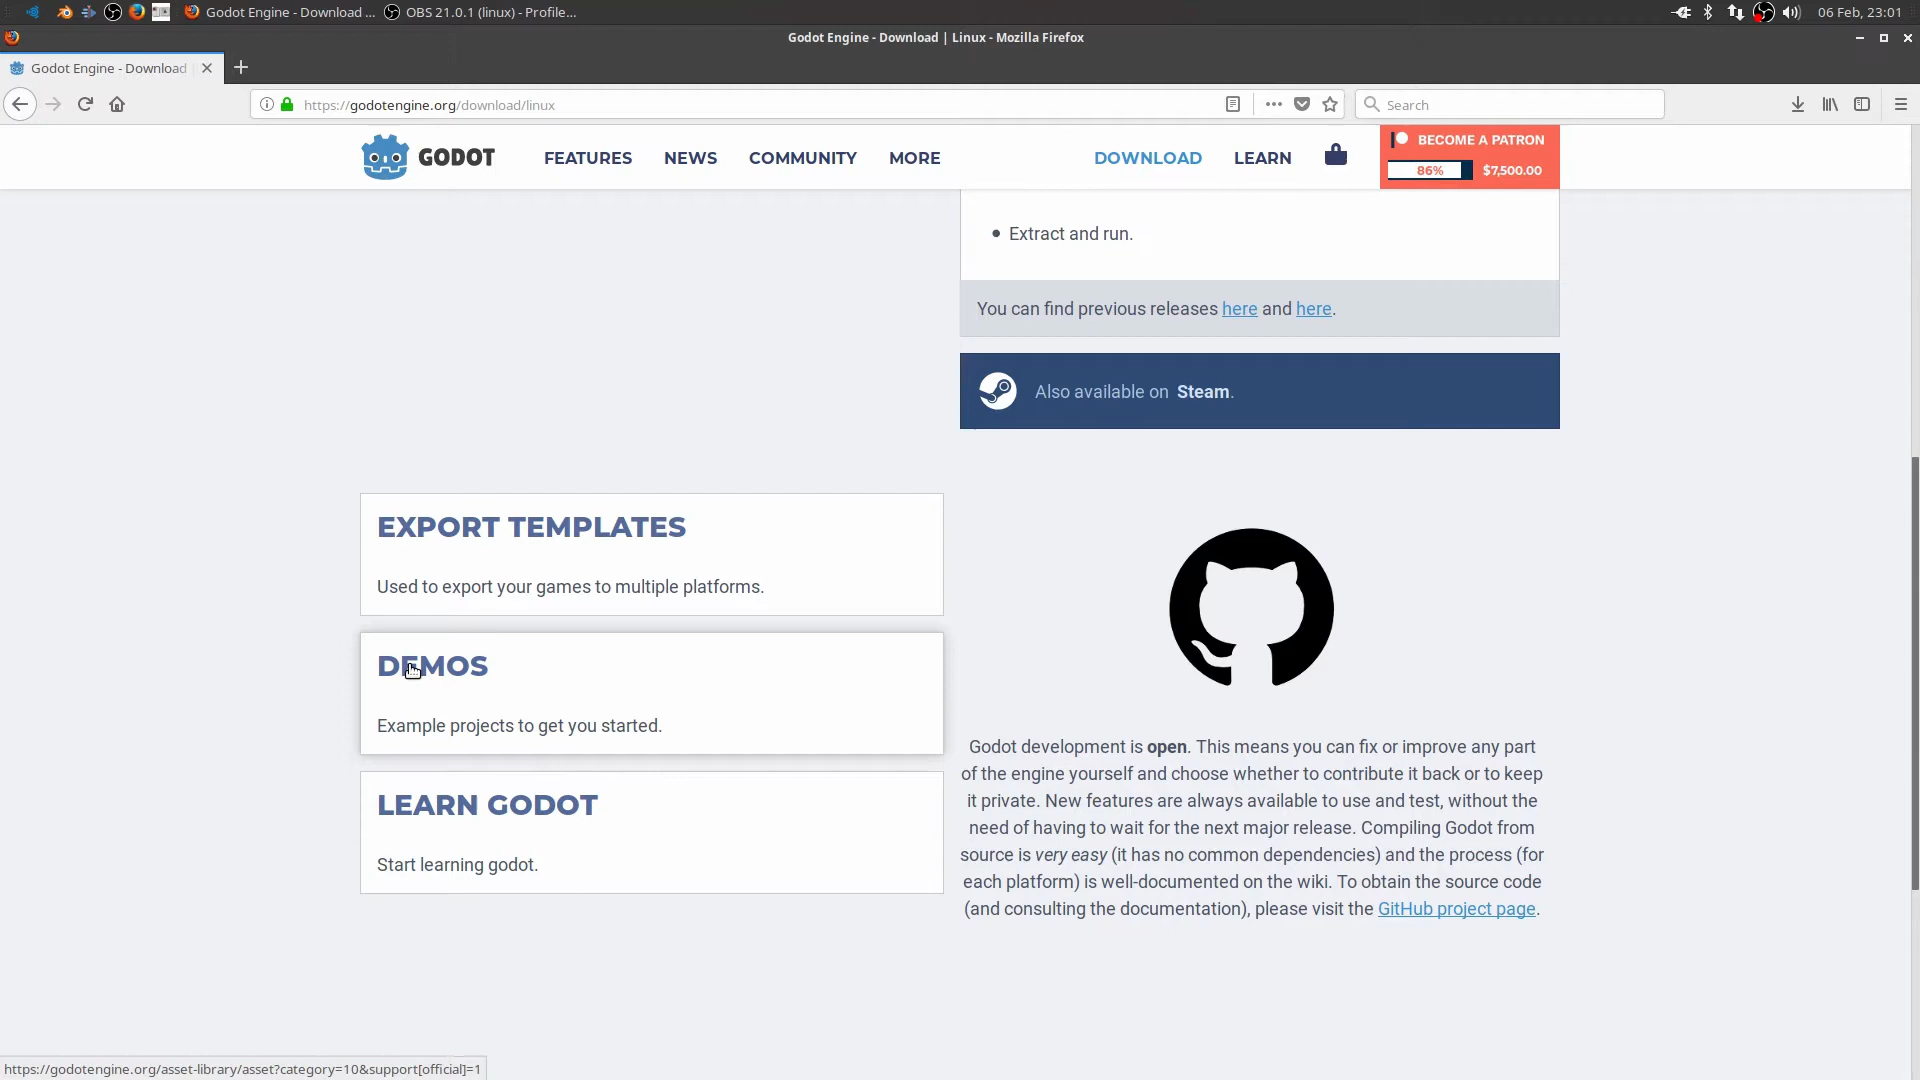 Godot Engine - Download ...
OBS 21.0.1 (linux) - Profile...
06 Feb, 23:01
Godot Engine - Download | Linux - Mozilla Firefox
Godot Engine - Download
https://godotengine.org/download/linux
Search
GODOT
FEATURES
NEWS
COMMUNITY
MORE
DOWNLOAD
LEARN
BECOME A PATRON
86%
$7,500.00
Extract and run.
You can find previous releases here and here.
Also available on Steam.
EXPORT TEMPLATES
Used to export your games to multiple platforms.
DEMOS
Example projects to get you started.
LEARN GODOT
Start learning godot.
Godot development is open. This means you can fix or improve any part
of the engine yourself and choose whether to contribute it back or to keep
it private. New features are always available to use and test, without the
need of having to wait for the next major release. Compiling Godot from
source is very easy (it has no common dependencies) and the process (for
each platform) is well-documented on the wiki. To obtain the source code
(and consulting the documentation), please visit the GitHub project page.
https://godotengine.org/asset-library/asset?category=10&support[official]=1